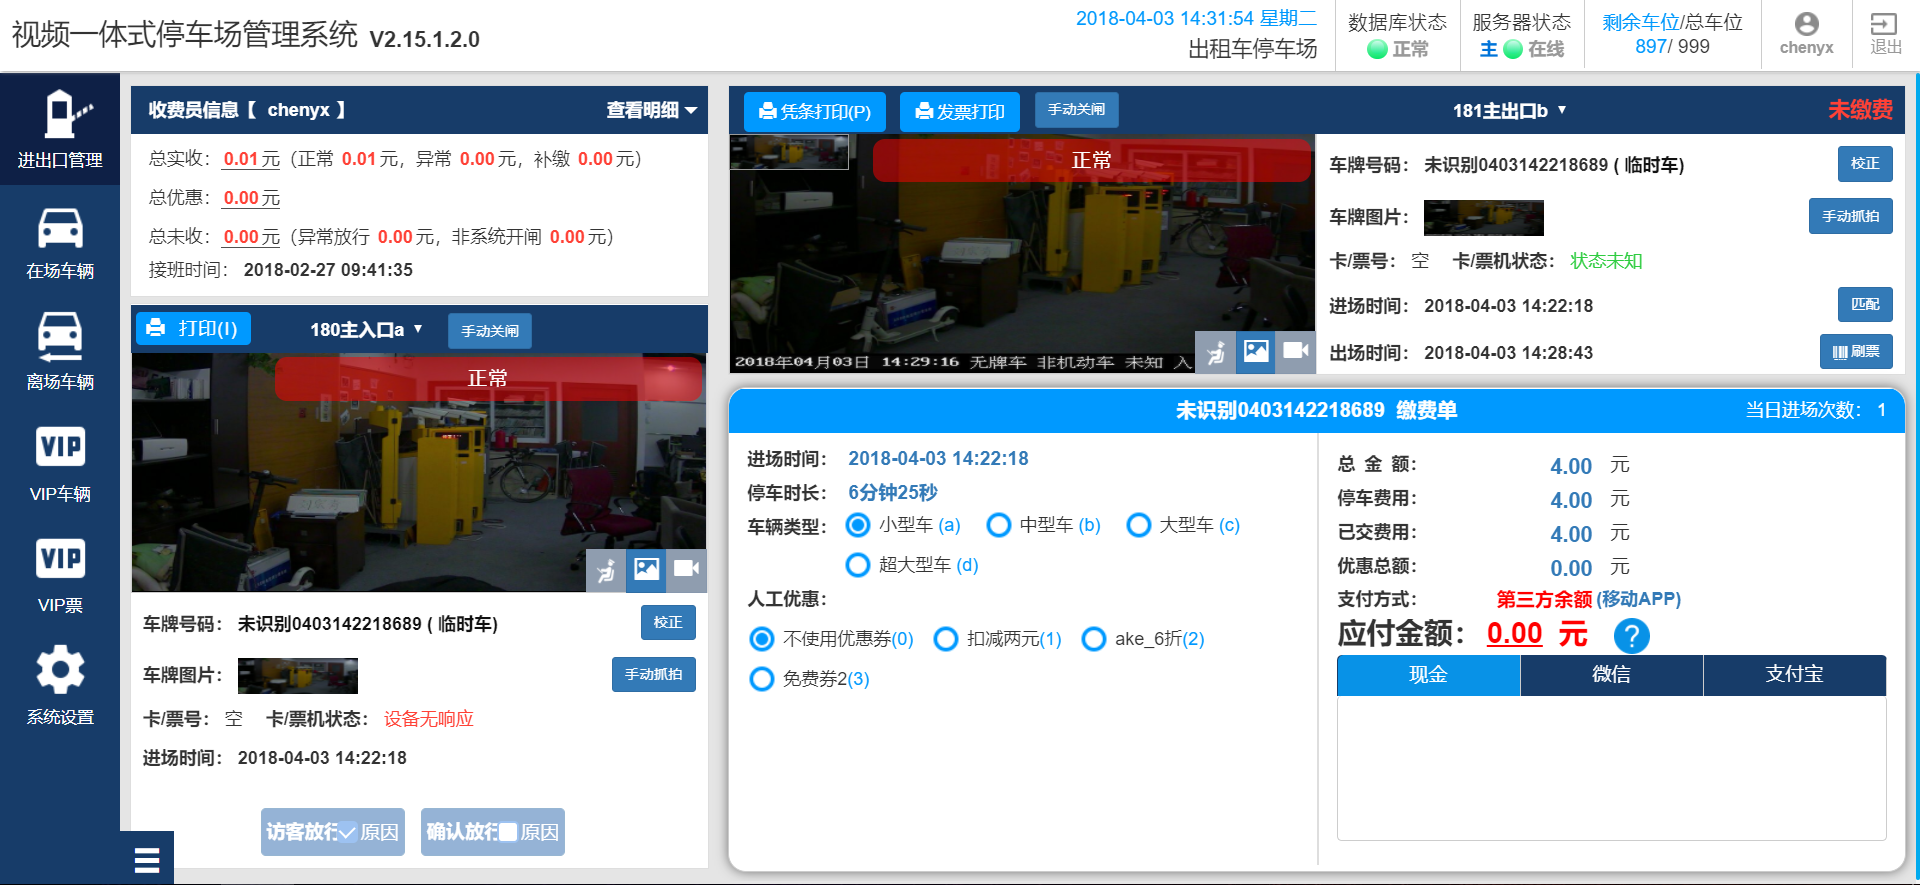 视频一体式停车场管理系统 V2.15.1.2.0
2018-04-03 14:31:54 星期二
出租车停车场
数据库状态
正常
服务器状态
主 在线
剩余车位/总车位
897/ 999
chenyx
退出
进出口管理
在场车辆
离场车辆
VIP
VIP车辆
VIP
VIP票
系统设置
收费员信息【 chenyx 】
查看明细
总实收： 0.01 元（正常 0.01 元，异常 0.00 元，补缴 0.00 元）
总优惠： 0.00 元
总未收： 0.00 元（异常放行 0.00 元，非系统开闸 0.00 元）
接班时间： 2018-02-27 09:41:35
打印(I)
180主入口a
手动关闸
正常
车牌号码： 未识别0403142218689 ( 临时车)
校正
车牌图片：
手动抓拍
卡/票号： 空 卡/票机状态： 设备无响应
进场时间： 2018-04-03 14:22:18
访客放行 原因
确认放行 原因
凭条打印(P)
发票打印
手动关闸
181主出口b
未缴费
正常
2018年04月03日 14:29:16 无牌车 非机动车 未知 入
车牌号码： 未识别0403142218689 ( 临时车)
校正
车牌图片：
手动抓拍
卡/票号： 空 卡/票机状态： 状态未知
进场时间： 2018-04-03 14:22:18
匹配
出场时间： 2018-04-03 14:28:43
刷票
未识别0403142218689 缴费单
当日进场次数： 1
进场时间： 2018-04-03 14:22:18
停车时长： 6分钟25秒
车辆类型： 小型车 (a) 中型车 (b) 大型车 (c)
超大型车 (d)
人工优惠：
不使用优惠券(0) 扣减两元(1) ake_6折(2)
免费券2(3)
总 金 额： 4.00 元
停车费用： 4.00 元
已交费用： 4.00 元
优惠总额： 0.00 元
支付方式： 第三方余额 (移动APP)
应付金额： 0.00 元 ?
现金
微信
支付宝